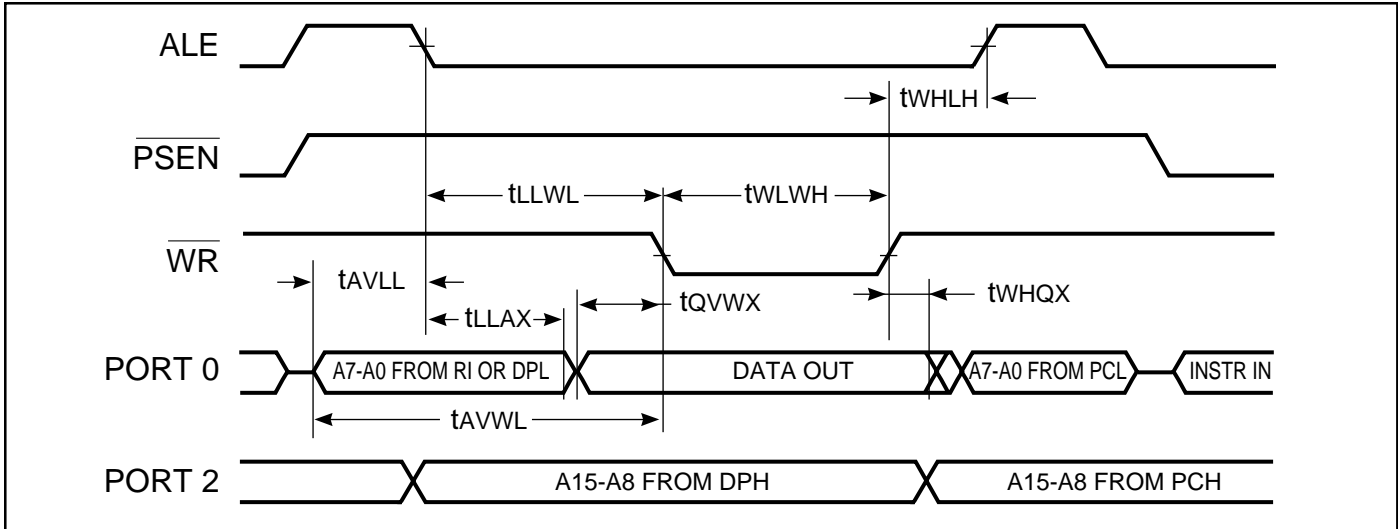 ALE
tWHLH
PSEN
tLLWL
tWLWH
WR
tAVLL
tLLAX
tQVWX
tWHQX
PORT 0
A7-A0 FROM RI OR DPL
DATA OUT
A7-A0 FROM PCL
INSTR IN
tAVWL
PORT 2
A15-A8 FROM DPH
A15-A8 FROM PCH